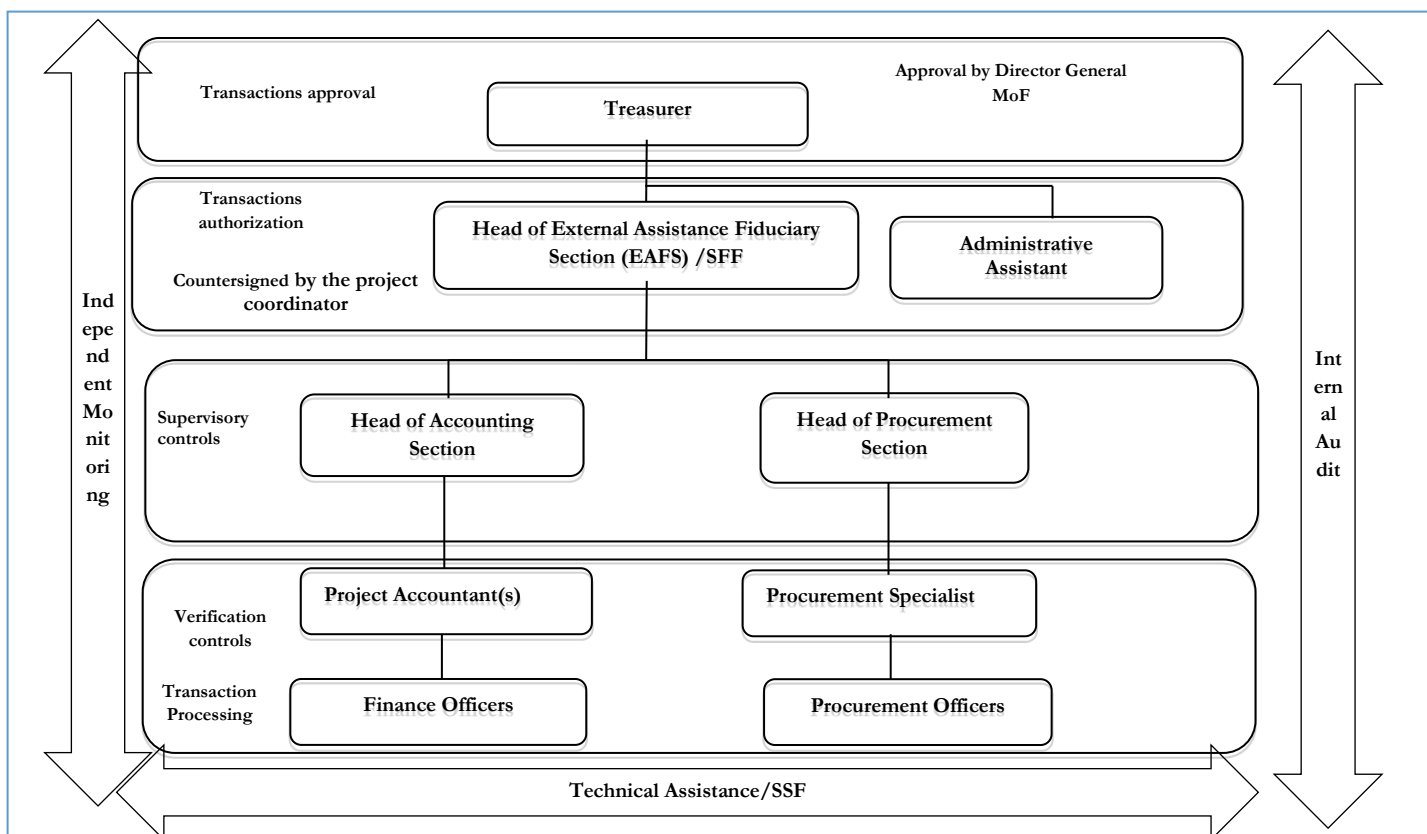 Transactions approval
Approval by Director General
MoF
Treasurer
Transactions
authorization
Countersigned by the project
coordinator
Head of External Assistance Fiduciary
Section (EAFS) /SFF
Administrative
Assistant
Ind
epe
nd
ent
Mo
nit
ori
ng
Int
ern
al
Au
dit
Supervisory
controls
Head of Accounting
Section
Head of Procurement
Section
Verification
controls
Project Accountant(s)
Procurement Specialist
Transaction
Processing
Finance Officers
Procurement Officers
Technical Assistance/SSF